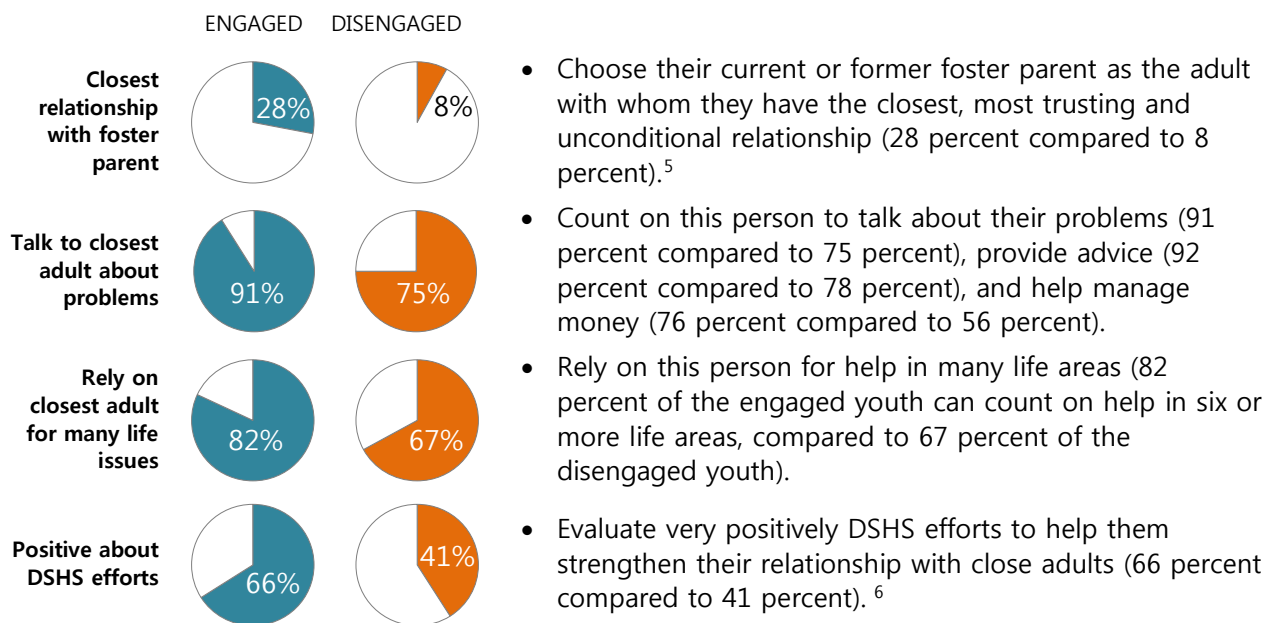 ENGAGED DISENGAGED
Closest
relationship
with foster
parent
28%
8%
• Choose their current or former foster parent as the adult
with whom they have the closest, most trusting and
unconditional relationship (28 percent compared to 8
percent).5
Talk to closest
adult about
problems
91%
75%
• Count on this person to talk about their problems (91
percent compared to 75 percent), provide advice (92
percent compared to 78 percent), and help manage
money (76 percent compared to 56 percent).
Rely on
closest adult
for many life
issues
82%
67%
• Rely on this person for help in many life areas (82
percent of the engaged youth can count on help in six or
more life areas, compared to 67 percent of the
disengaged youth).
Positive about
DSHS efforts
66%
41%
• Evaluate very positively DSHS efforts to help them
strengthen their relationship with close adults (66 percent
compared to 41 percent). 6